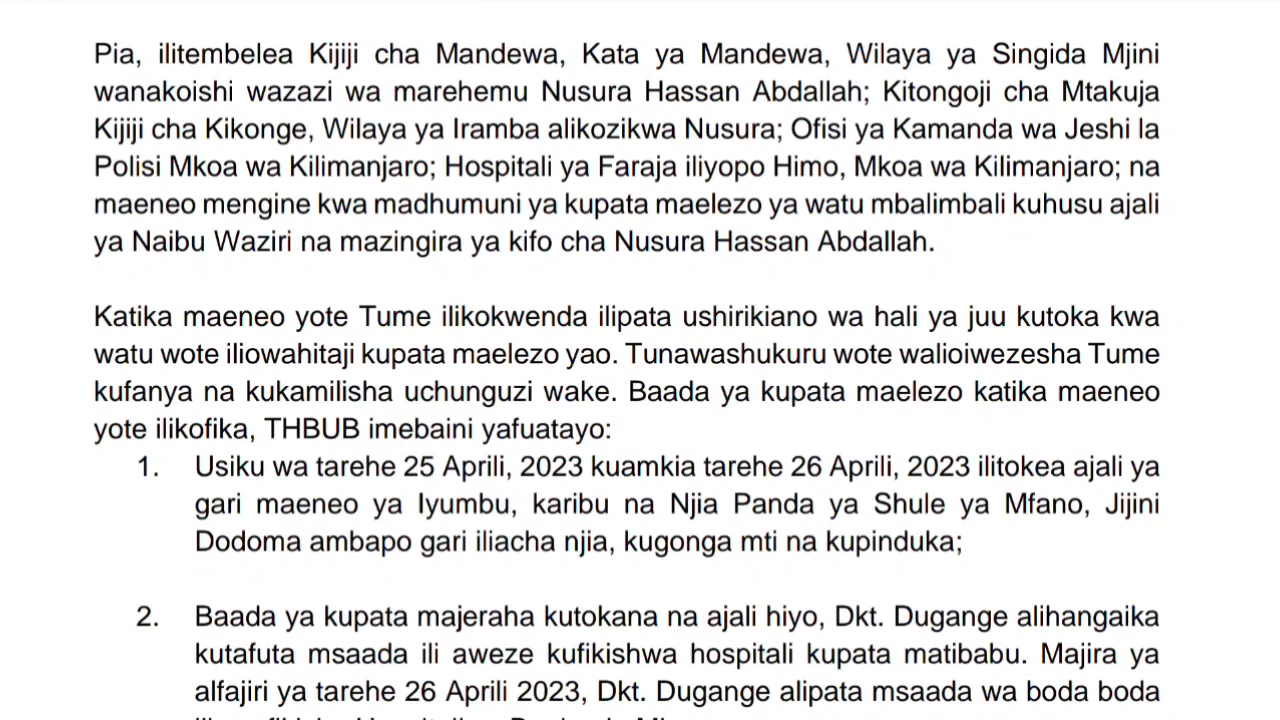 Pia, ilitembelea Kijiji cha Mandewa, Kata ya Mandewa, Wilaya ya Singida Mjini
wanakoishi wazazi wa marehemu Nusura Hassan Abdallah; Kitongoji cha Mtakuja
Kijiji cha Kikonge, Wilaya ya Iramba alikozikwa Nusura; Ofisi ya Kamanda wa Jeshi la
Polisi Mkoa wa Kilimanjaro; Hospitali ya Faraja iliyopo Himo, Mkoa wa Kilimanjaro; na
maeneo mengine kwa madhumuni ya kupata maelezo ya watu mbalimbali kuhusu ajali
ya Naibu Waziri na mazingira ya kifo cha Nusura Hassan Abdallah.
Katika maeneo yote Tume ilikokwenda ilipata ushirikiano wa hali ya juu kutoka kwa
watu wote iliowahitaji kupata maelezo yao. Tunawashukuru wote walioiwezesha Tume
kufanya na kukamilisha uchunguzi wake. Baada ya kupata maelezo katika maeneo
yote ilikofika, THBUB imebaini yafuatayo:
1. Usiku wa tarehe 25 Aprili, 2023 kuamkia tarehe 26 Aprili, 2023 ilitokea ajali ya
gari maeneo ya Iyumbu, karibu na Njia Panda ya Shule ya Mfano, Jijini
Dodoma ambapo gari iliacha njia, kugonga mti na kupinduka;
2. Baada ya kupata majeraha kutokana na ajali hiyo, Dkt. Dugange alihangaika
kutafuta msaada ili aweze kufikishwa hospitali kupata matibabu. Majira ya
alfajiri ya tarehe 26 Aprili 2023, Dkt. Dugange alipata msaada wa boda boda